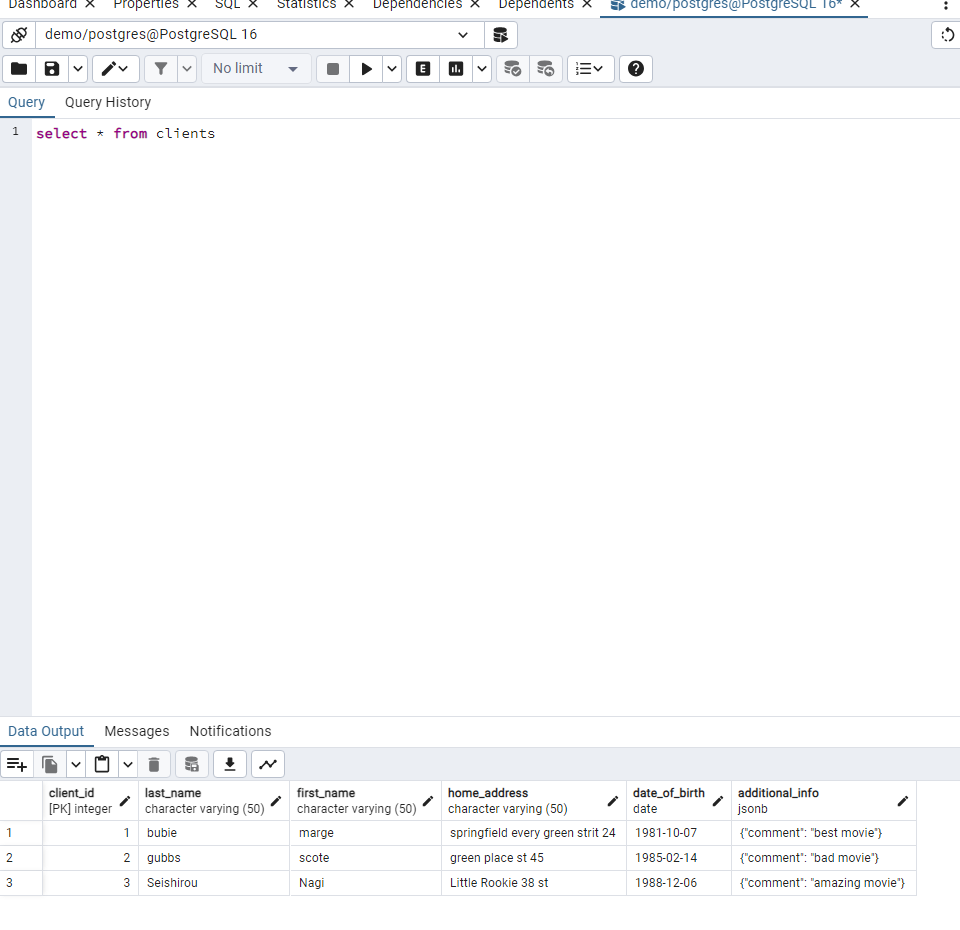 Dashboard Properties SQL Statistics Dependencies Dependents demo/postgres@PostgreSQL 16*
demo/postgres@PostgreSQL 16
No limit
E
Query Query History
1 select * from clients
Data Output Messages Notifications
client_id last_name first_name home_address date_of_birth additional_info
[PK] integer character varying (50) character varying (50) character varying (50) date jsonb
1 1 bubie marge springfield every green strit 24 1981-10-07 {"comment": "best movie"}
2 2 gubbs scote green place st 45 1985-02-14 {"comment": "bad movie"}
3 3 Seishirou Nagi Little Rookie 38 st 1988-12-06 {"comment": "amazing movie"}